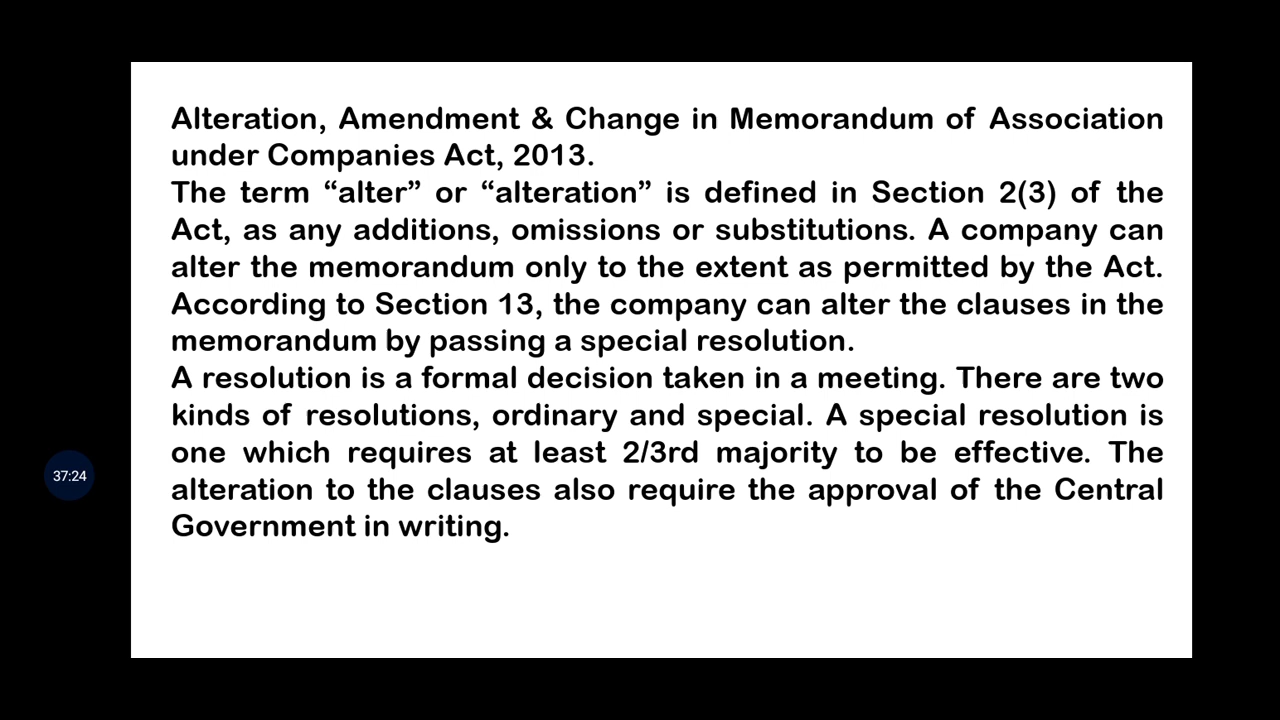 Alteration, Amendment & Change in Memorandum of Association
under Companies Act, 2013.
The term “alter” or “alteration” is defined in Section 2(3) of the
Act, as any additions, omissions or substitutions. A company can
alter the memorandum only to the extent as permitted by the Act.
According to Section 13, the company can alter the clauses in the
memorandum by passing a special resolution.
A resolution is a formal decision taken in a meeting. There are two
kinds of resolutions, ordinary and special. A special resolution is
one which requires at least 2/3rd majority to be effective. The
alteration to the clauses also require the approval of the Central
Government in writing.
37:24